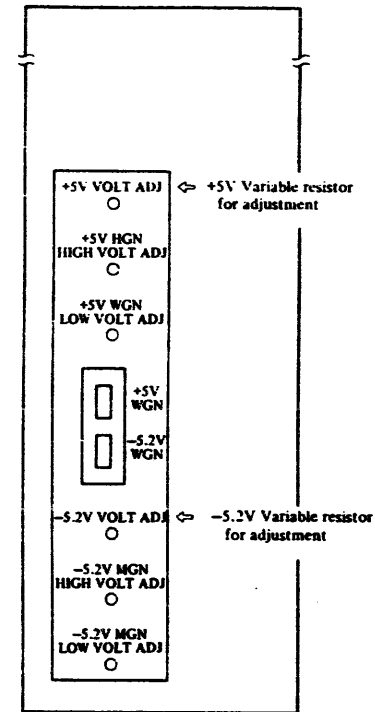 +5V VOLT ADJ
+5V Variable resistor
for adjustment
+5V HGN
HIGH VOLT ADJ
+5V WGN
LOW VOLT ADJ
+5V
WGN
−5.2V
WGN
−5.2V VOLT ADJ
−5.2V Variable resistor
for adjustment
−5.2V MGN
HIGH VOLT ADJ
−5.2V MGN
LOW VOLT ADJ